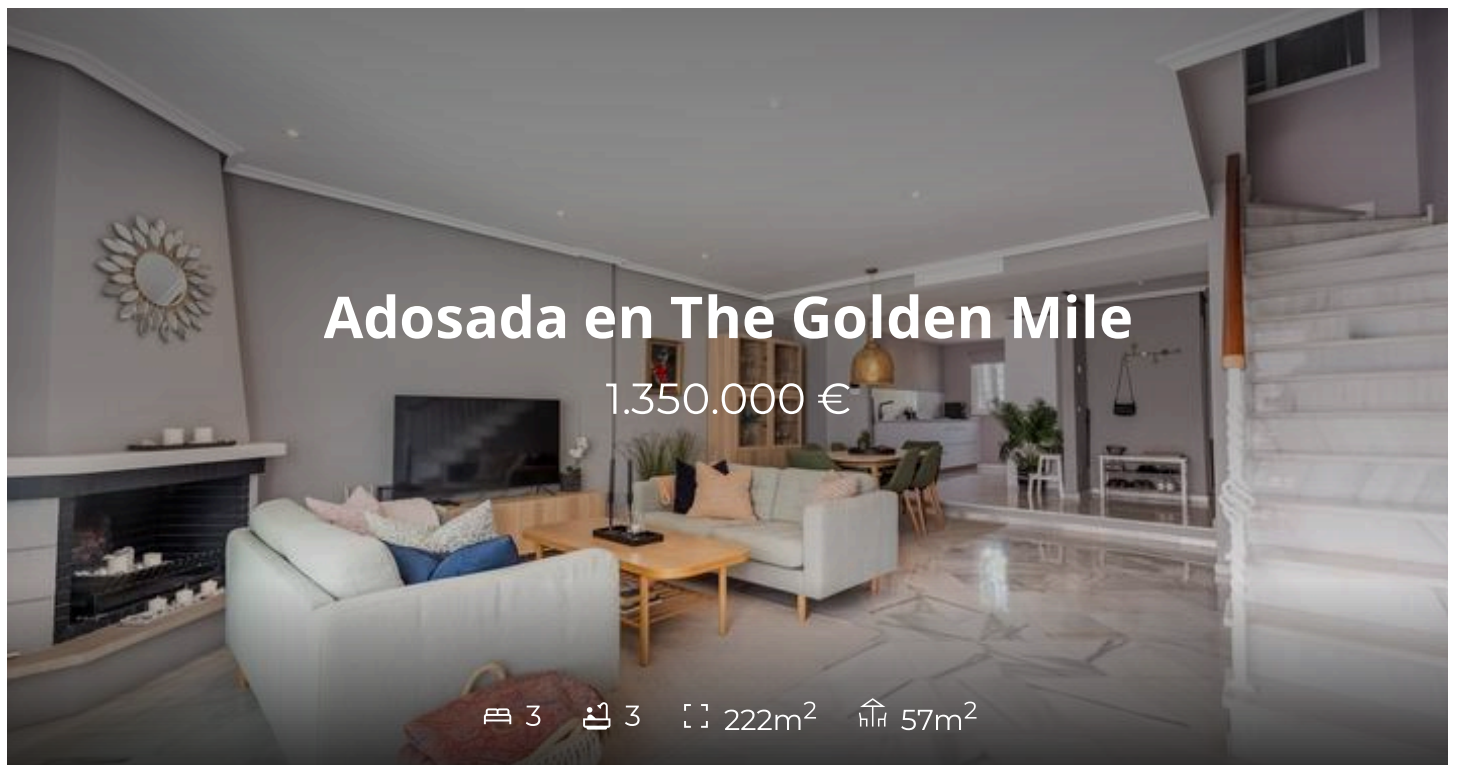 Adosada en The Golden Mile
1.350.000 €
3 3 222m² 57m²